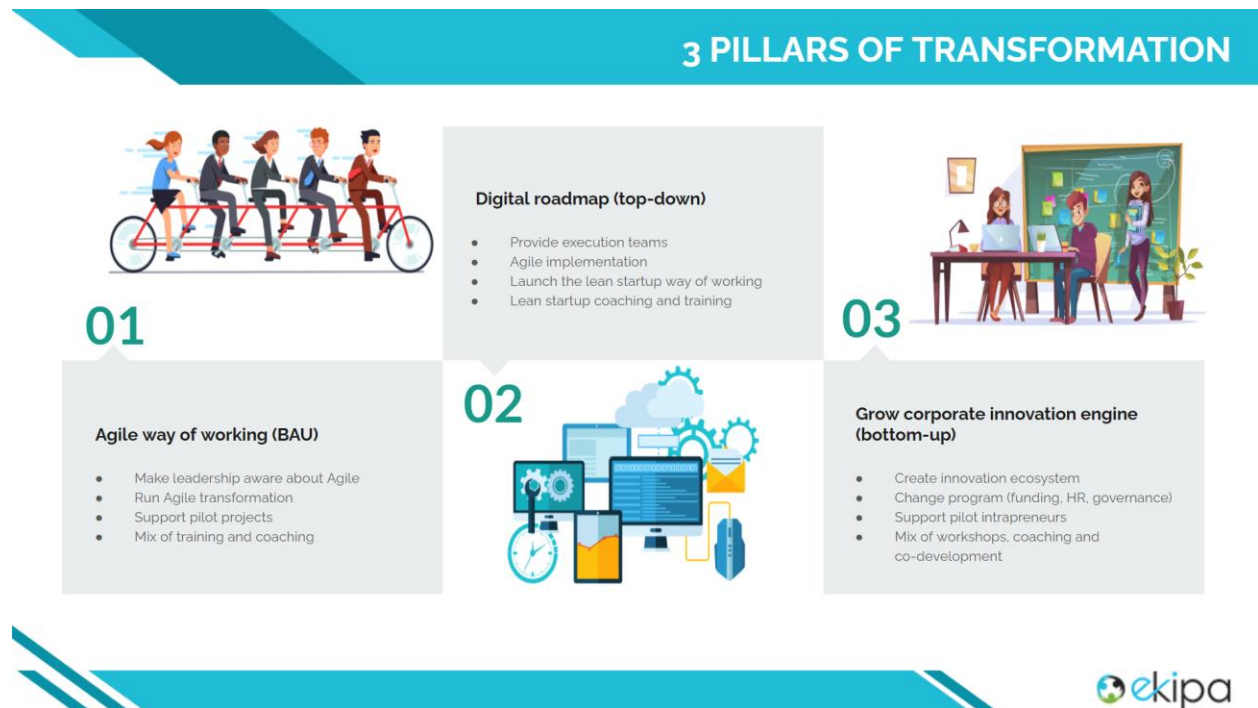 3 PILLARS OF TRANSFORMATION
01
Agile way of working (BAU)
● Make leadership aware about Agile
● Run Agile transformation
● Support pilot projects
● Mix of training and coaching
Digital roadmap (top-down)
● Provide execution teams
● Agile implementation
● Launch the lean startup way of working
● Lean startup coaching and training
02
03
Grow corporate innovation engine
(bottom-up)
● Create innovation ecosystem
● Change program (funding, HR, governance)
● Support pilot intrapreneurs
● Mix of workshops, coaching and
co-development
ekipa